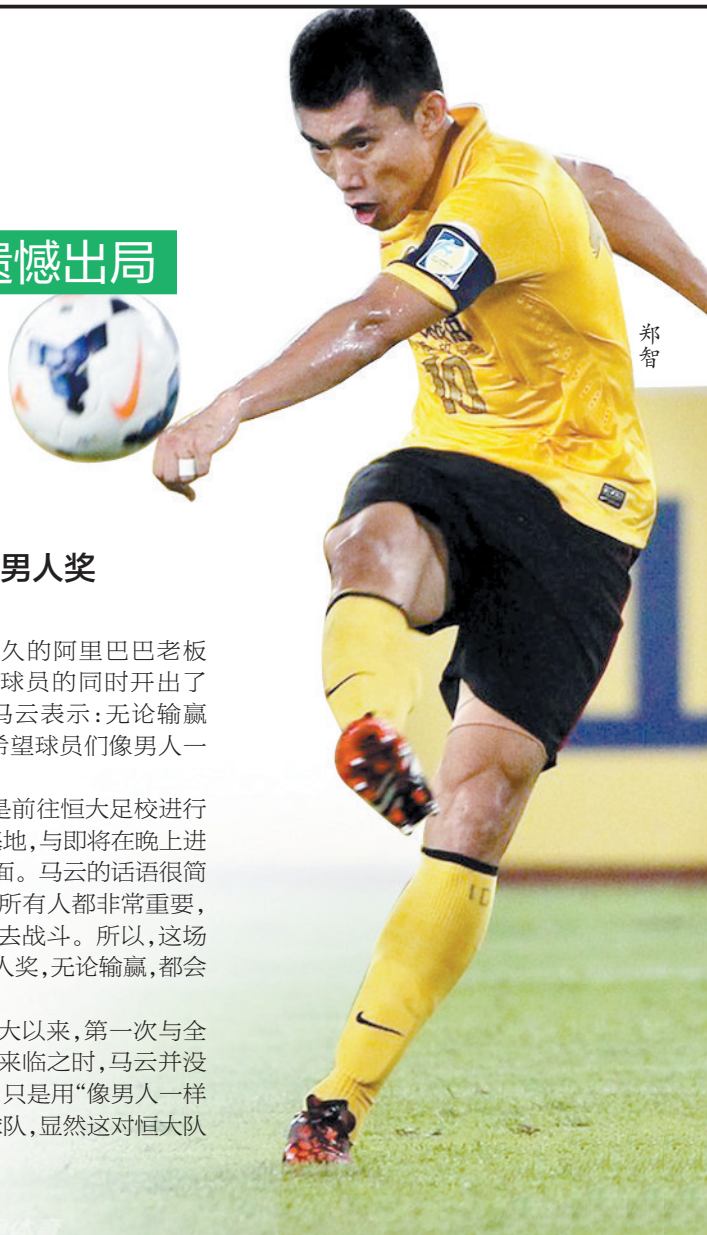 遗憾出局
郑智
10
男人奖
久的阿里巴巴老板
球员的同时开出了
马云表示:无论输赢
希望球员们像男人一
是前往恒大足校进行
基地,与即将在晚上进
面。马云的话语很简
所有人都非常重要,
去战斗。所以,这场
人奖,无论输赢,都会
大以来,第一次与全
来临之时,马云并没
只是用“像男人一样
球队,显然这对恒大队
10